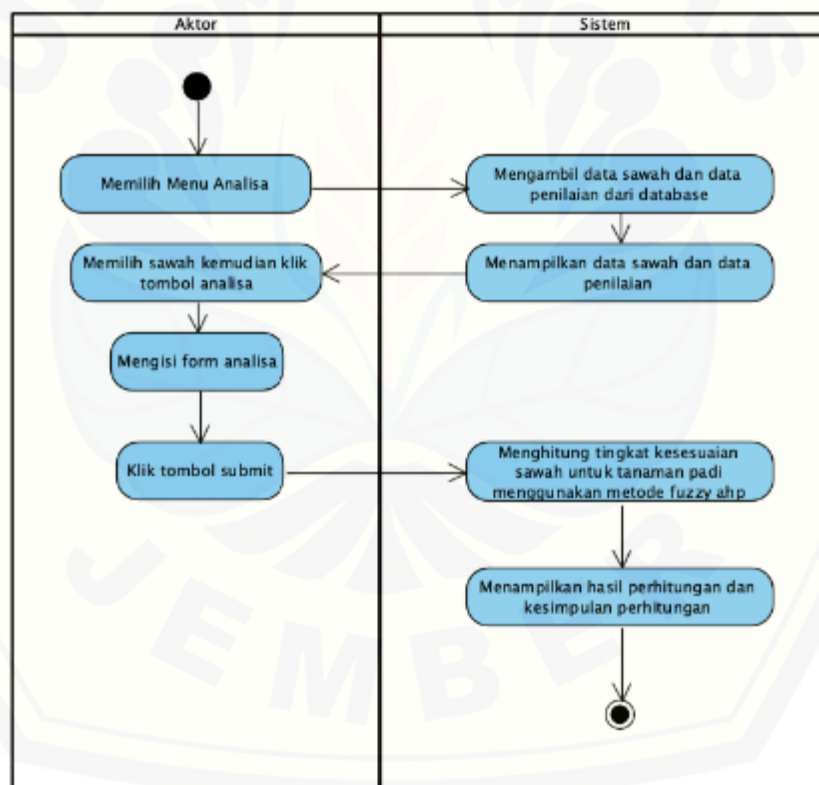 Aktor
Sistem
Memilih Menu Analisa
Mengambil data sawah dan data
penilaian dari database
Memilih sawah kemudian klik
tombol analisa
Menampilkan data sawah dan data
penilaian
Mengisi form analisa
Klik tombol submit
Menghitung tingkat kesesuaian
sawah untuk tanaman padi
menggunakan metode fuzzy ahp
Menampilkan hasil perhitungan dan
kesimpulan perhitungan
JEMBER